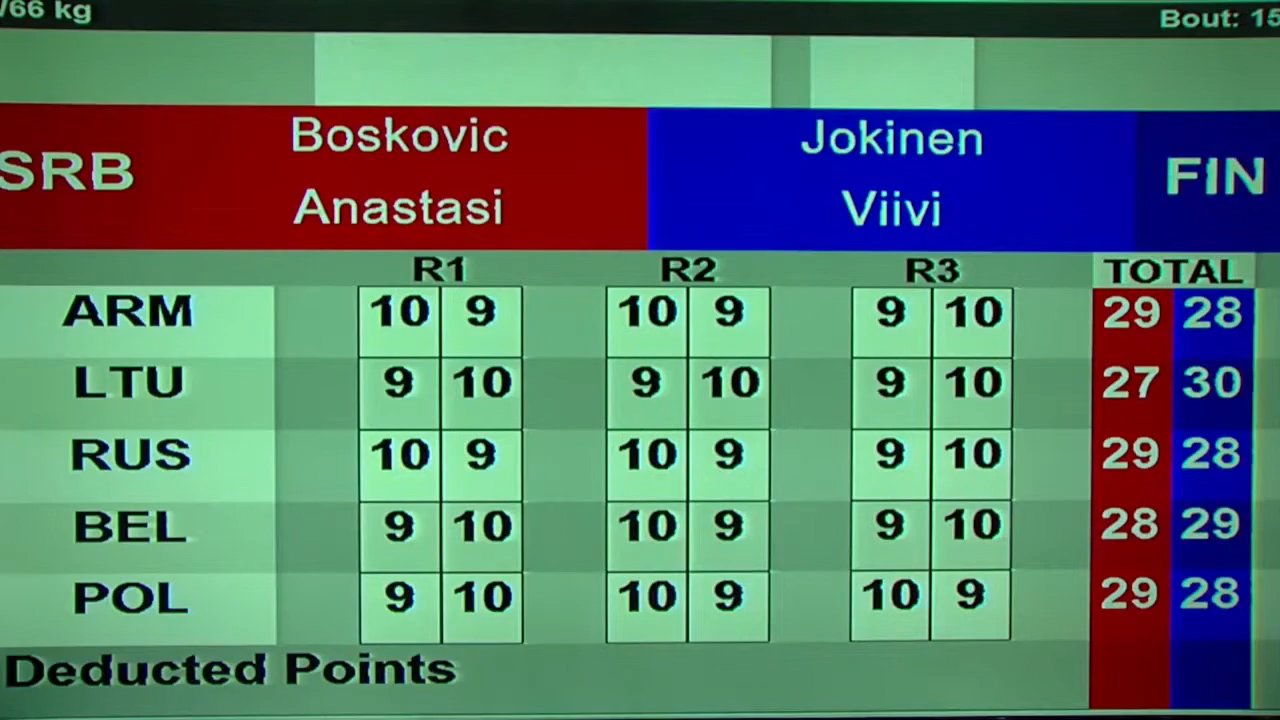 /66 kg Bout: 15
SRB Boskovic Anastasi Jokinen Viivi FIN
R1 R2 R3 TOTAL
ARM 10 9 10 9 9 10 29 28
LTU 9 10 9 10 9 10 27 30
RUS 10 9 10 9 9 10 29 28
BEL 9 10 10 9 9 10 28 29
POL 9 10 10 9 10 9 29 28
Deducted Points